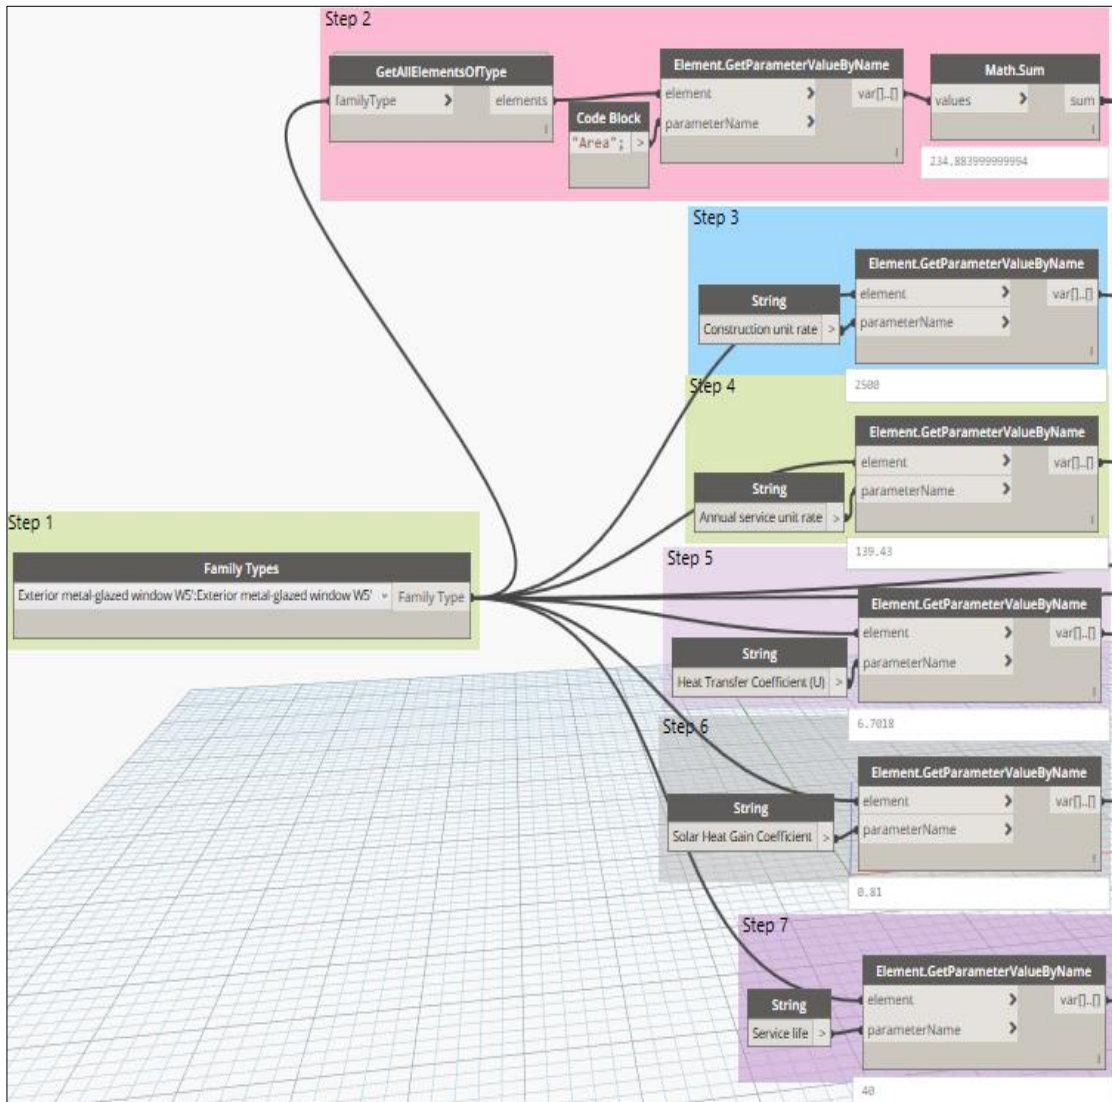 Step 2
GetAllElementsOfType
familyType > elements
Code Block
"Area"; >
Element.GetParameterValueByName
element > var[]..[]
parameterName >
Math.Sum
values > sum
234.883999999994
Step 3
String
Construction unit rate >
Element.GetParameterValueByName
element > var[]..[]
parameterName >
2500
Step 4
String
Annual service unit rate >
Element.GetParameterValueByName
element > var[]..[]
parameterName >
139.43
Step 1
Family Types
Exterior metal-glazed window W5':Exterior metal-glazed window W5' Family Type
Step 5
String
Heat Transfer Coefficient (U) >
Element.GetParameterValueByName
element > var[]..[]
parameterName >
6.7018
Step 6
String
Solar Heat Gain Coefficient >
Element.GetParameterValueByName
element > var[]..[]
parameterName >
0.81
Step 7
String
Service life >
Element.GetParameterValueByName
element > var[]..[]
parameterName >
40